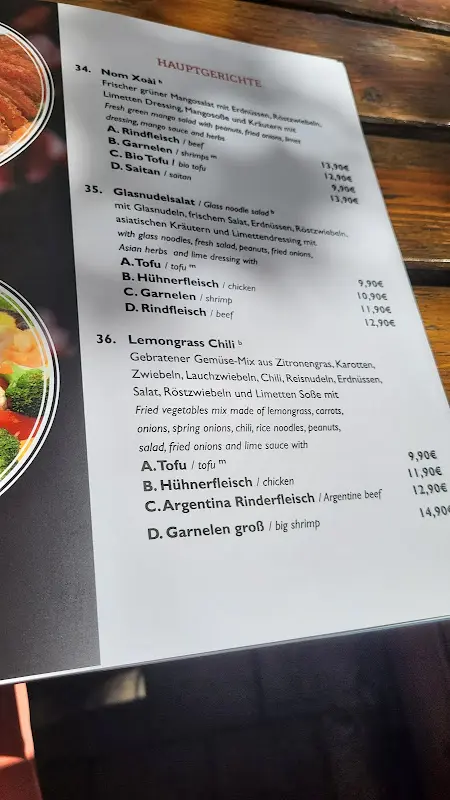 HAUPTGERICHTE
34. Nom Xoài ᵇ
Frischer grüner Mangosalat mit Erdnüssen, Röstzwiebeln,
Limetten Dressing, Mangosoße und Kräutern mit
Fresh green mango salad with peanuts, fried onions, limet
dressing, mango sauce and herbs
A. Rindfleisch / beef 13,90€
B. Garnelen / shrimps ᵐ 12,90€
C. Bio Tofu / bio tofu 9,90€
D. Saitan / saitan 13,90€
35. Glasnudelsalat / Glass noodle salad ᵇ
mit Glasnudeln, frischem Salat, Erdnüssen, Röstzwiebeln,
asiatischen Kräutern und Limettendressing mit
with glass noodles, fresh salad, peanuts, fried onions,
Asian herbs and lime dressing with
A. Tofu / tofu ᵐ 9,90€
B. Hühnerfleisch / chicken 10,90€
C. Garnelen / shrimp 11,90€
D. Rindfleisch / beef 12,90€
36. Lemongrass Chili ᵇ
Gebratener Gemüse-Mix aus Zitronengras, Karotten,
Zwiebeln, Lauchzwiebeln, Chili, Reisnudeln, Erdnüssen,
Salat, Röstzwiebeln und Limetten Soße mit
Fried vegetables mix made of lemongrass, carrots,
onions, spring onions, chili, rice noodles, peanuts,
salad, fried onions and lime sauce with
A. Tofu / tofu ᵐ 9,90€
B. Hühnerfleisch / chicken 11,90€
C. Argentina Rinderfleisch / Argentine beef 12,90€
D. Garnelen groß / big shrimp 14,90€